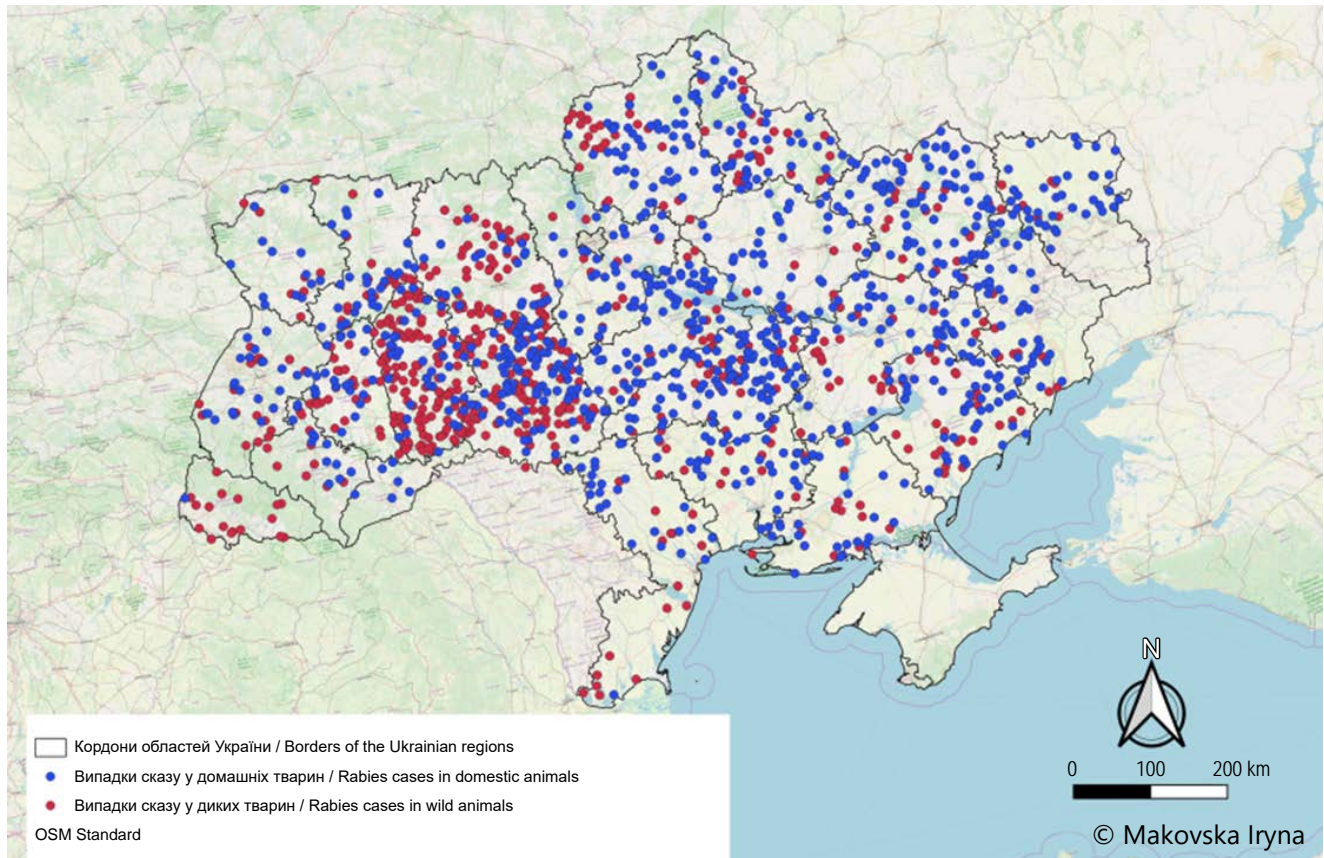 Кордони областей України / Borders of the Ukrainian regions
Випадки сказу у домашніх тварин / Rabies cases in domestic animals
Випадки сказу у диких тварин / Rabies cases in wild animals
OSM Standard
N
0 100 200 km
© Makovska Iryna